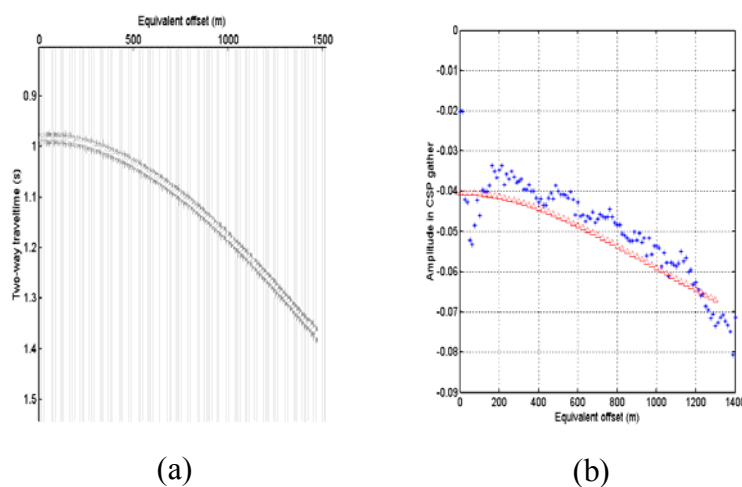 Equivalent offset (m)
0 500 1000 1500
0.9
1.0
1.1
1.2
1.3
1.4
1.5
Two-way traveltime (s)
(a)
0
-0.01
-0.02
-0.03
-0.04
-0.05
-0.06
-0.07
-0.08
-0.09
Amplitude in CSP gather
0 200 400 600 800 1000 1200 1400
Equivalent offset (m)
(b)